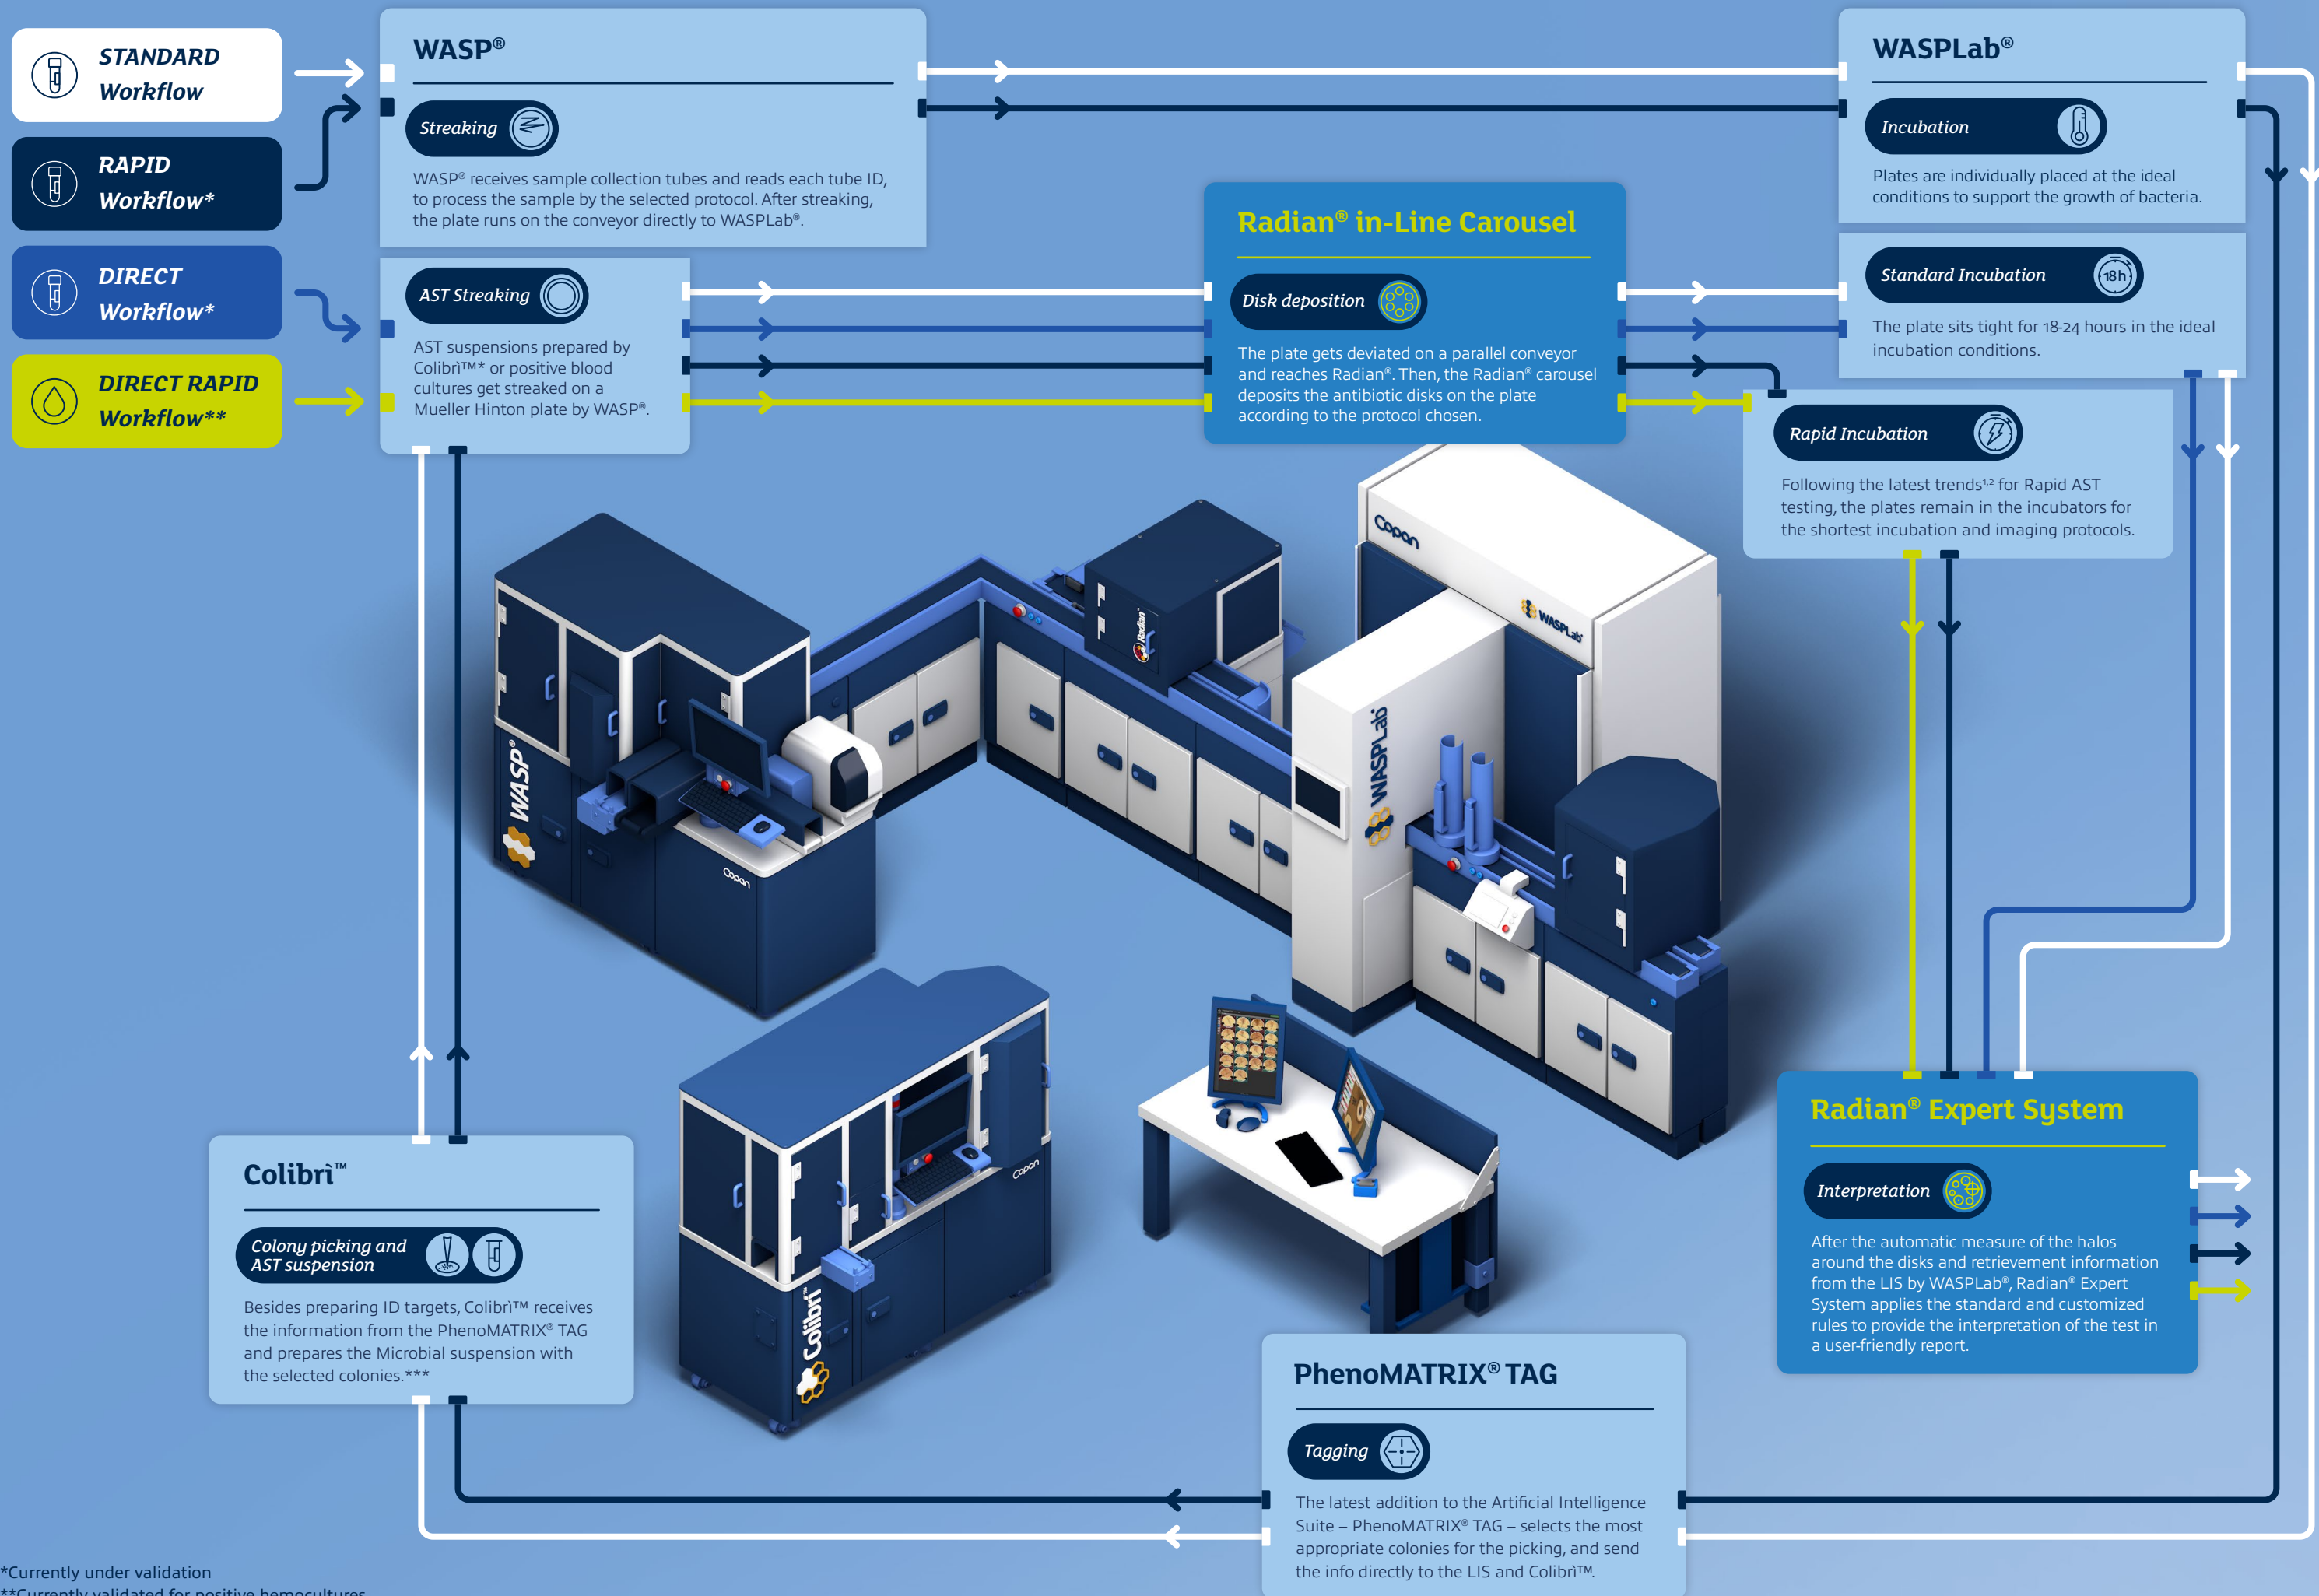 STANDARD
Workflow
RAPID
Workflow*
DIRECT
Workflow*
DIRECT RAPID
Workflow**
WASP®
Streaking
WASP® receives sample collection tubes and reads each tube ID,
to process the sample by the selected protocol. After streaking,
the plate runs on the conveyor directly to WASPLab®.
AST Streaking
AST suspensions prepared by
Colibrì™* or positive blood
cultures get streaked on a
Mueller Hinton plate by WASP®.
Radian® in-Line Carousel
Disk deposition
The plate gets deviated on a parallel conveyor
and reaches Radian®. Then, the Radian® carousel
deposits the antibiotic disks on the plate
according to the protocol chosen.
WASPLab®
Incubation
Plates are individually placed at the ideal
conditions to support the growth of bacteria.
Standard Incubation
18h
The plate sits tight for 18-24 hours in the ideal
incubation conditions.
Rapid Incubation
Following the latest trends¹,² for Rapid AST
testing, the plates remain in the incubators for
the shortest incubation and imaging protocols.
Copan
WASPLab
Radian
WASPLab
WASP®
Copan
Copan
Colibrì™
Colibrì™
Colony picking and
AST suspension
Besides preparing ID targets, Colibrì™ receives
the information from the PhenoMATRIX® TAG
and prepares the Microbial suspension with
the selected colonies.***
Radian® Expert System
Interpretation
After the automatic measure of the halos
around the disks and retrievement information
from the LIS by WASPLab®, Radian® Expert
System applies the standard and customized
rules to provide the interpretation of the test in
a user-friendly report.
PhenoMATRIX® TAG
Tagging
The latest addition to the Artificial Intelligence
Suite – PhenoMATRIX® TAG – selects the most
appropriate colonies for the picking, and send
the info directly to the LIS and Colibrì™.
*Currently under validation
**Currently validated for positive hemocultures